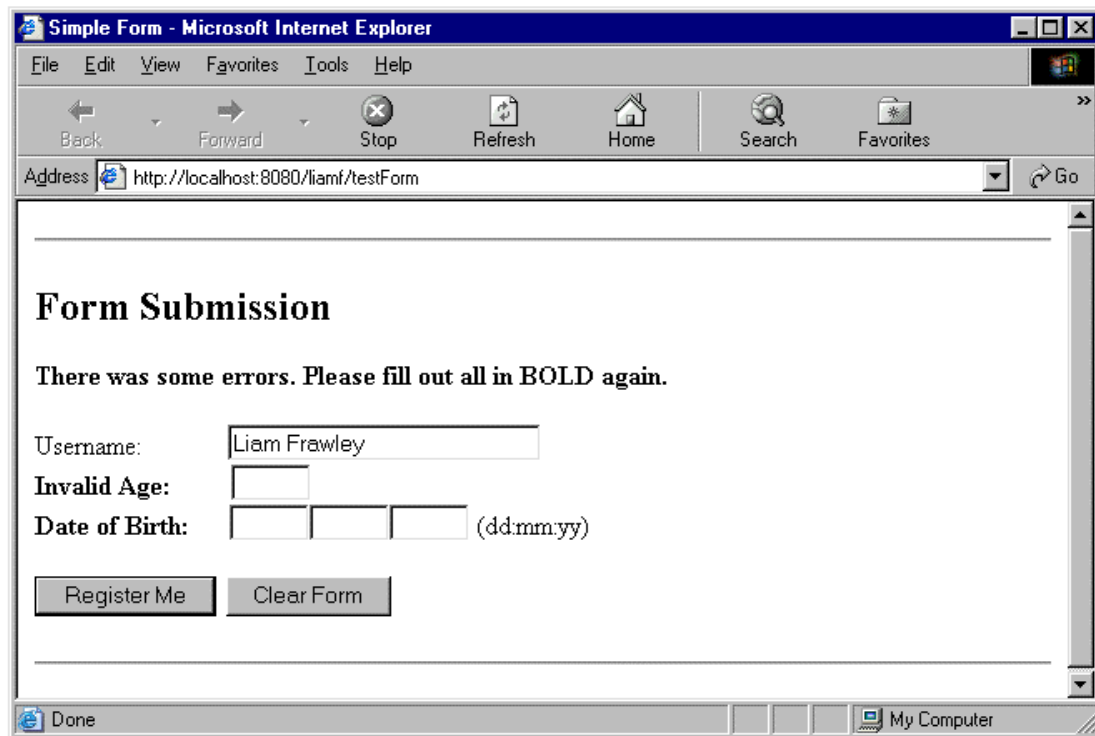 Simple Form - Microsoft Internet Explorer
File Edit View Favorites Tools Help
Back Forward Stop Refresh Home Search Favorites »
Address http://localhost:8080/liamf/testForm Go
Form Submission
There was some errors. Please fill out all in BOLD again.
Username: Liam Frawley
Invalid Age:
Date of Birth: (dd:mm:yy)
Register Me Clear Form
Done My Computer